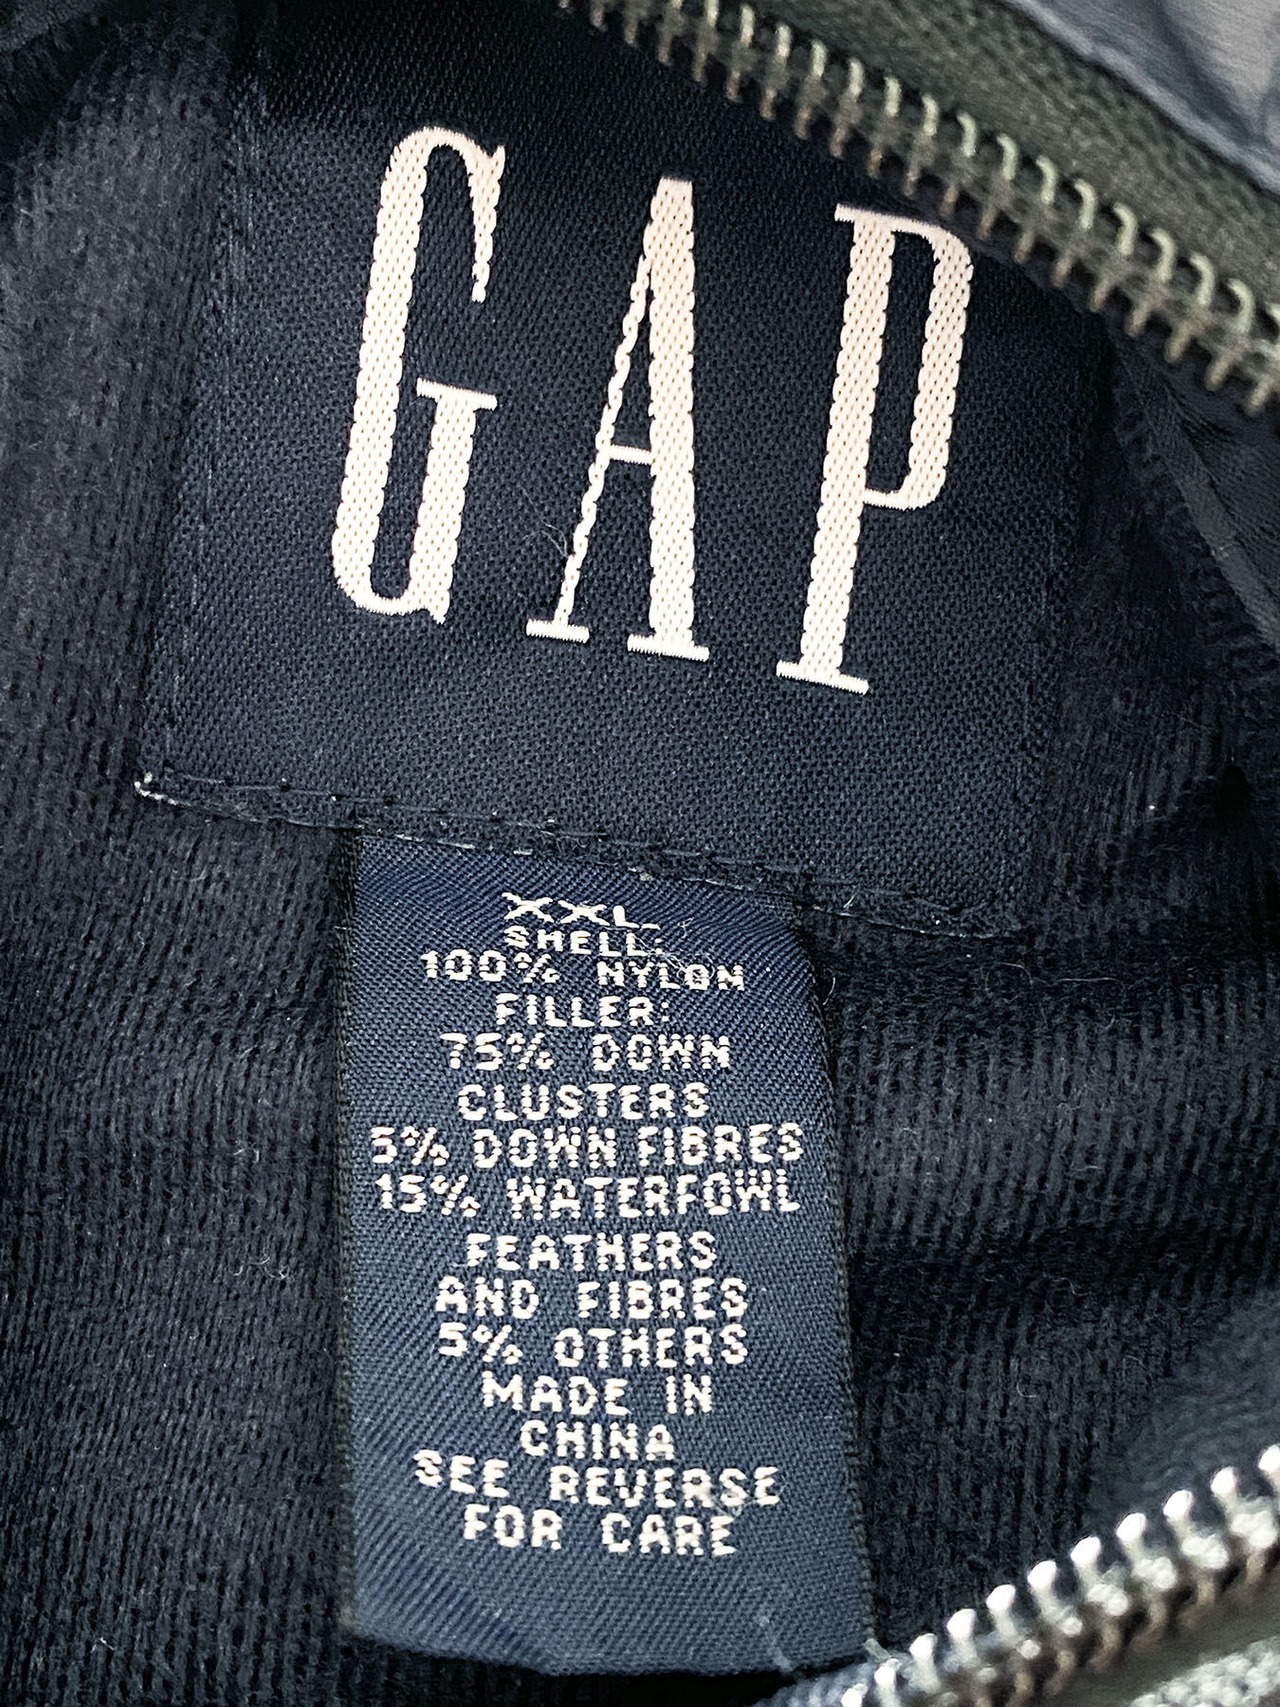 GAP
XXL
SHELL:
100% NYLON
FILLER:
75% DOWN
CLUSTERS
5% DOWN FIBRES
15% WATERFOWL
FEATHERS
AND FIBRES
5% OTHERS
MADE IN
CHINA
SEE REVERSE
FOR CARE